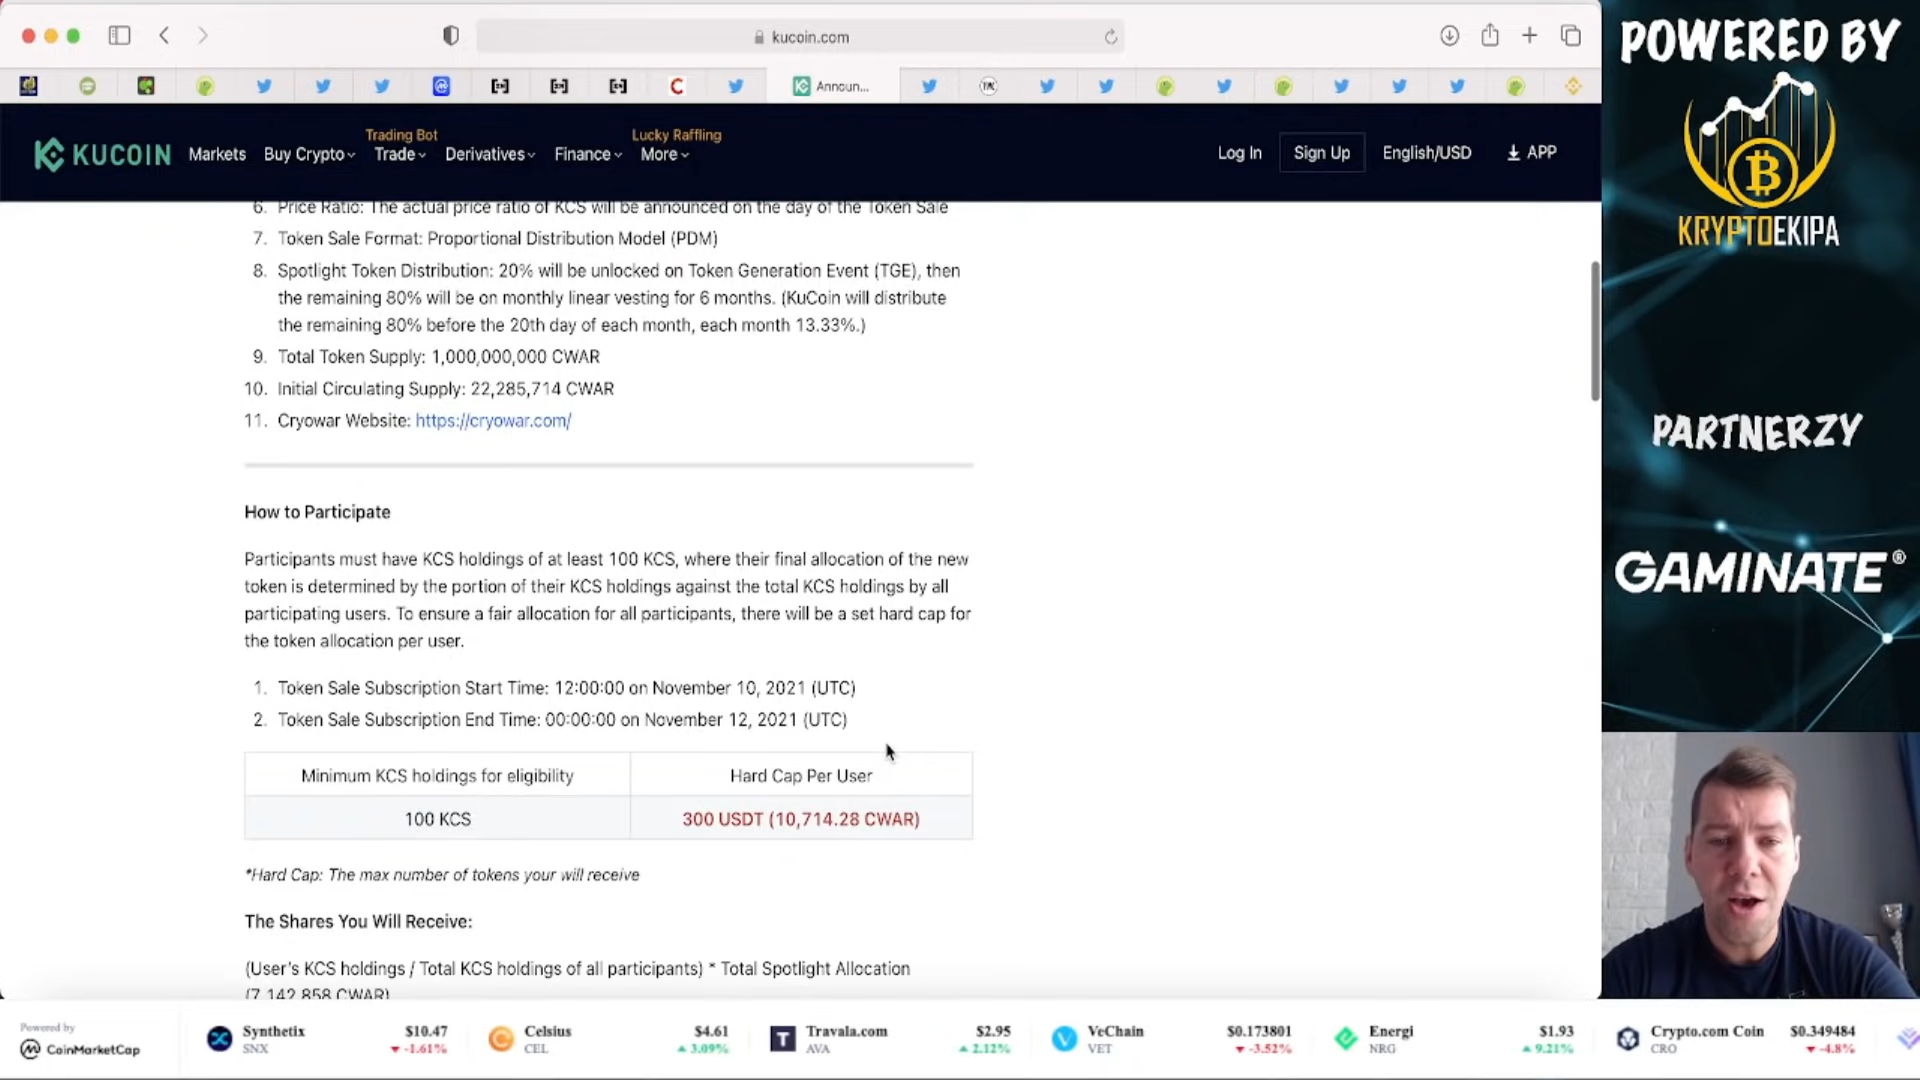 kucoin.com
Announ...
KUCOIN
Markets
Buy Crypto
Trading Bot
Trade
Derivatives
Finance
Lucky Raffling
More
Log In
Sign Up
English/USD
APP
6. Price Ratio: The actual price ratio of KCS will be announced on the day of the Token Sale
7. Token Sale Format: Proportional Distribution Model (PDM)
8. Spotlight Token Distribution: 20% will be unlocked on Token Generation Event (TGE), then
the remaining 80% will be on monthly linear vesting for 6 months. (KuCoin will distribute
the remaining 80% before the 20th day of each month, each month 13.33%.)
9. Total Token Supply: 1,000,000,000 CWAR
10. Initial Circulating Supply: 22,285,714 CWAR
11. Cryowar Website: https://cryowar.com/
How to Participate
Participants must have KCS holdings of at least 100 KCS, where their final allocation of the new
token is determined by the portion of their KCS holdings against the total KCS holdings by all
participating users. To ensure a fair allocation for all participants, there will be a set hard cap for
the token allocation per user.
1. Token Sale Subscription Start Time: 12:00:00 on November 10, 2021 (UTC)
2. Token Sale Subscription End Time: 00:00:00 on November 12, 2021 (UTC)
Minimum KCS holdings for eligibility
Hard Cap Per User
100 KCS
300 USDT (10,714.28 CWAR)
*Hard Cap: The max number of tokens your will receive
The Shares You Will Receive:
(User's KCS holdings / Total KCS holdings of all participants) * Total Spotlight Allocation
(7,142,858 CWAR)
POWERED BY
KRYPTOEKIPA
PARTNERZY
GAMINATE®
Powered by
CoinMarketCap
Synthetix
SNX
$10.47
-1.61%
Celsius
CEL
$4.61
3.09%
Travala.com
AVA
$2.95
2.12%
VeChain
VET
$0.173801
-3.52%
Energi
NRG
$1.93
9.21%
Crypto.com Coin
CRO
$0.349484
-4.8%